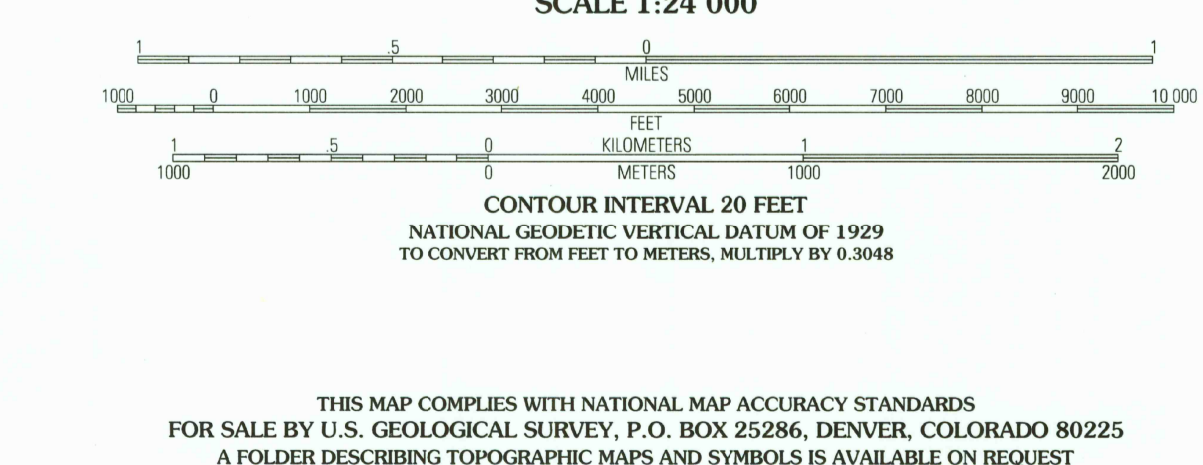 SCALE 1:24 000
1 .5 0 1
MILES
1000 0 1000 2000 3000 4000 5000 6000 7000 8000 9000 10 000
FEET
1 .5 0 KILOMETERS 1 2
1000 0 METERS 1000 2000
CONTOUR INTERVAL 20 FEET
NATIONAL GEODETIC VERTICAL DATUM OF 1929
TO CONVERT FROM FEET TO METERS, MULTIPLY BY 0.3048
THIS MAP COMPLIES WITH NATIONAL MAP ACCURACY STANDARDS
FOR SALE BY U.S. GEOLOGICAL SURVEY, P.O. BOX 25286, DENVER, COLORADO 80225
A FOLDER DESCRIBING TOPOGRAPHIC MAPS AND SYMBOLS IS AVAILABLE ON REQUEST